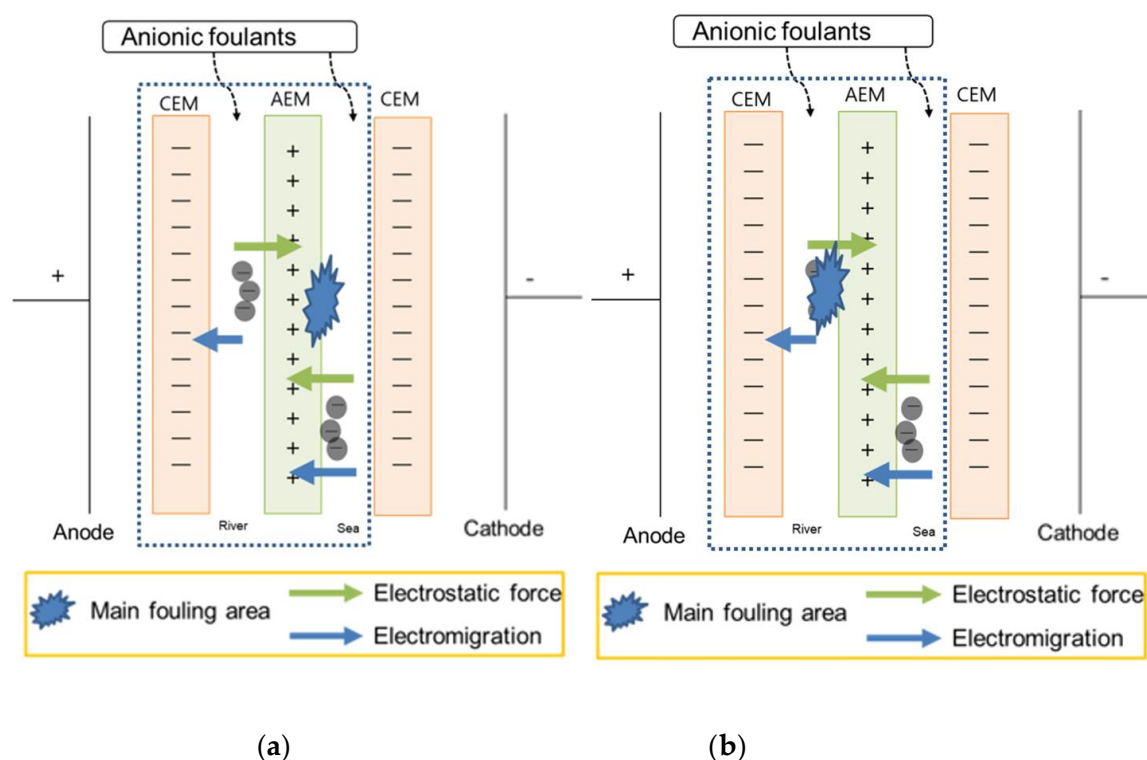 Anionic foulants
CEM
AEM
CEM
+
-
Anode
River
Sea
Cathode
Main fouling area
Electrostatic force
Electromigration
(a)
Anionic foulants
CEM
AEM
CEM
+
-
Anode
River
Sea
Cathode
Main fouling area
Electrostatic force
Electromigration
(b)